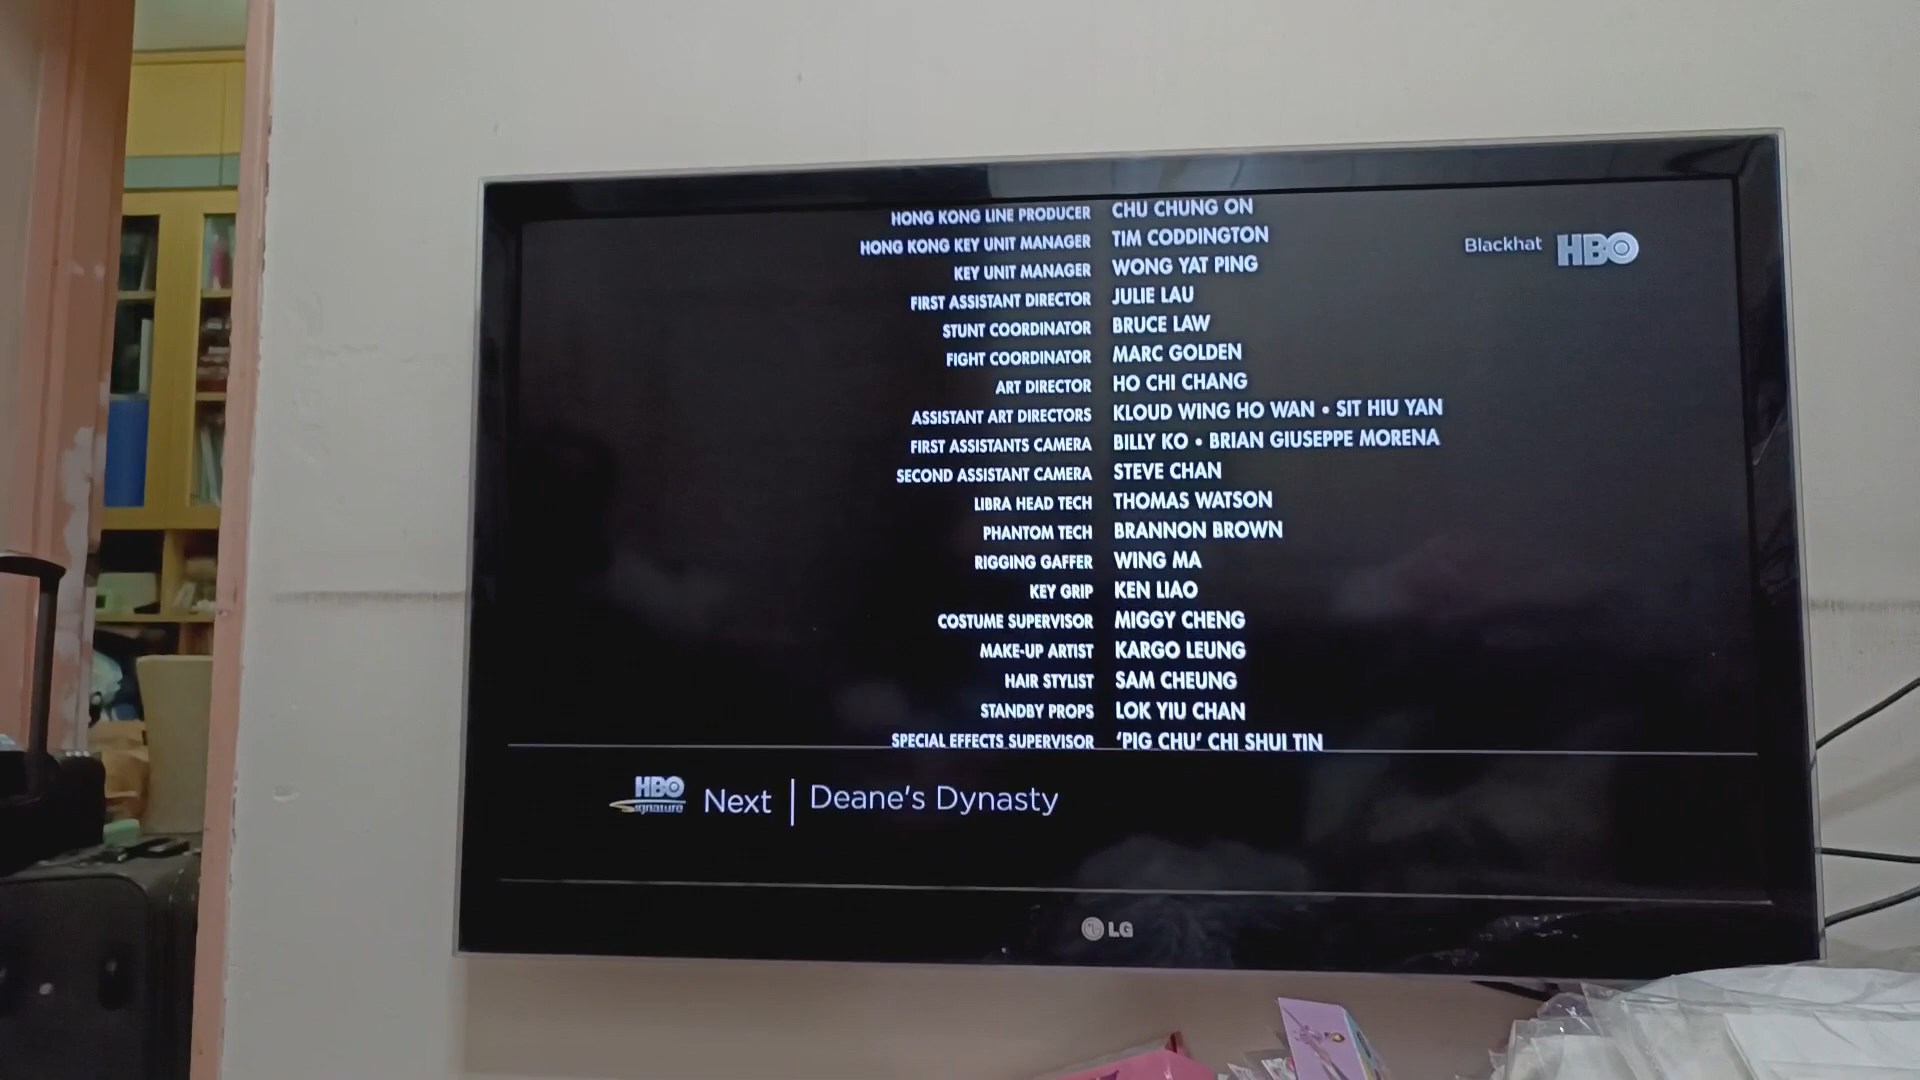 HONG KONG LINE PRODUCER CHU CHUNG ON
HONG KONG KEY UNIT MANAGER TIM CODDINGTON
KEY UNIT MANAGER WONG YAT PING
FIRST ASSISTANT DIRECTOR JULIE LAU
STUNT COORDINATOR BRUCE LAW
FIGHT COORDINATOR MARC GOLDEN
ART DIRECTOR HO CHI CHANG
ASSISTANT ART DIRECTORS KLOUD WING HO WAN • SIT HIU YAN
FIRST ASSISTANTS CAMERA BILLY KO • BRIAN GIUSEPPE MORENA
SECOND ASSISTANT CAMERA STEVE CHAN
LIBRA HEAD TECH THOMAS WATSON
PHANTOM TECH BRANNON BROWN
RIGGING GAFFER WING MA
KEY GRIP KEN LIAO
COSTUME SUPERVISOR MIGGY CHENG
MAKE-UP ARTIST KARGO LEUNG
HAIR STYLIST SAM CHEUNG
STANDBY PROPS LOK YIU CHAN
SPECIAL EFFECTS SUPERVISOR ‘PIG CHU’ CHI SHUI TIN
Blackhat HBO
HBO Signature Next | Deane's Dynasty
LG